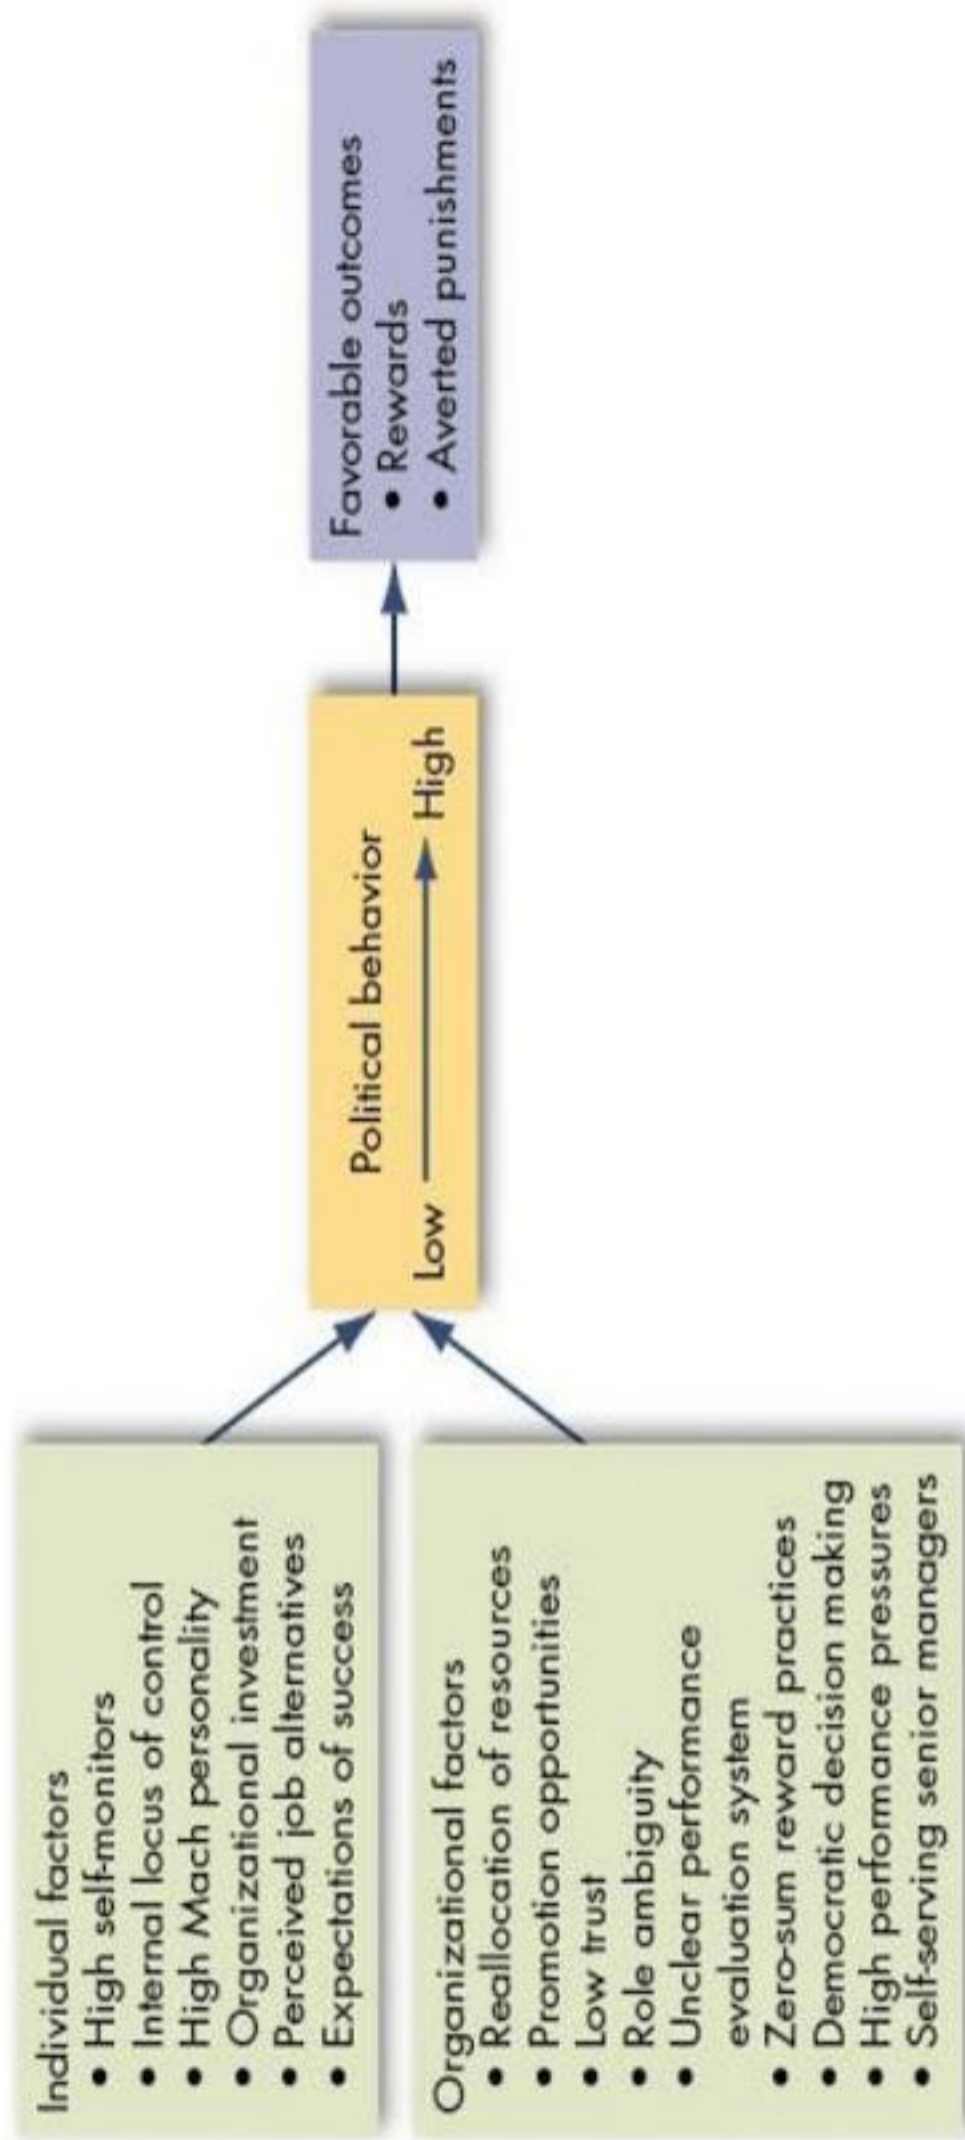 Individual factors
• High self-monitors
• Internal locus of control
• High Mach personality
• Organizational investment
• Perceived job alternatives
• Expectations of success
Organizational factors
• Reallocation of resources
• Promotion opportunities
• Low trust
• Role ambiguity
• Unclear performance
evaluation system
• Zero-sum reward practices
• Democratic decision making
• High performance pressures
• Self-serving senior managers
Political behavior
Low High
Favorable outcomes
• Rewards
• Averted punishments